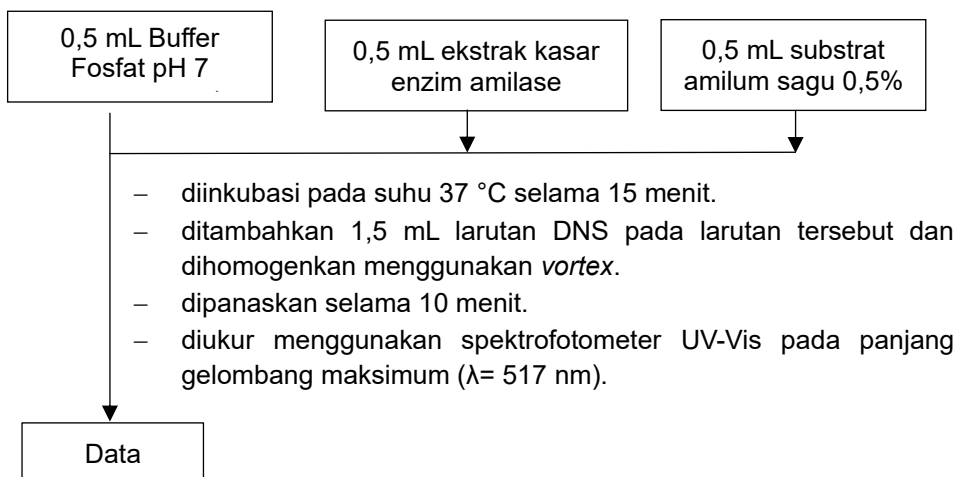 0,5 mL Buffer
Fosfat pH 7
0,5 mL ekstrak kasar
enzim amilase
0,5 mL substrat
amilum sagu 0,5%
– diinkubasi pada suhu 37 °C selama 15 menit.
– ditambahkan 1,5 mL larutan DNS pada larutan tersebut dan
dihomogenkan menggunakan vortex.
– dipanaskan selama 10 menit.
– diukur menggunakan spektrofotometer UV-Vis pada panjang
gelombang maksimum (λ= 517 nm).
Data